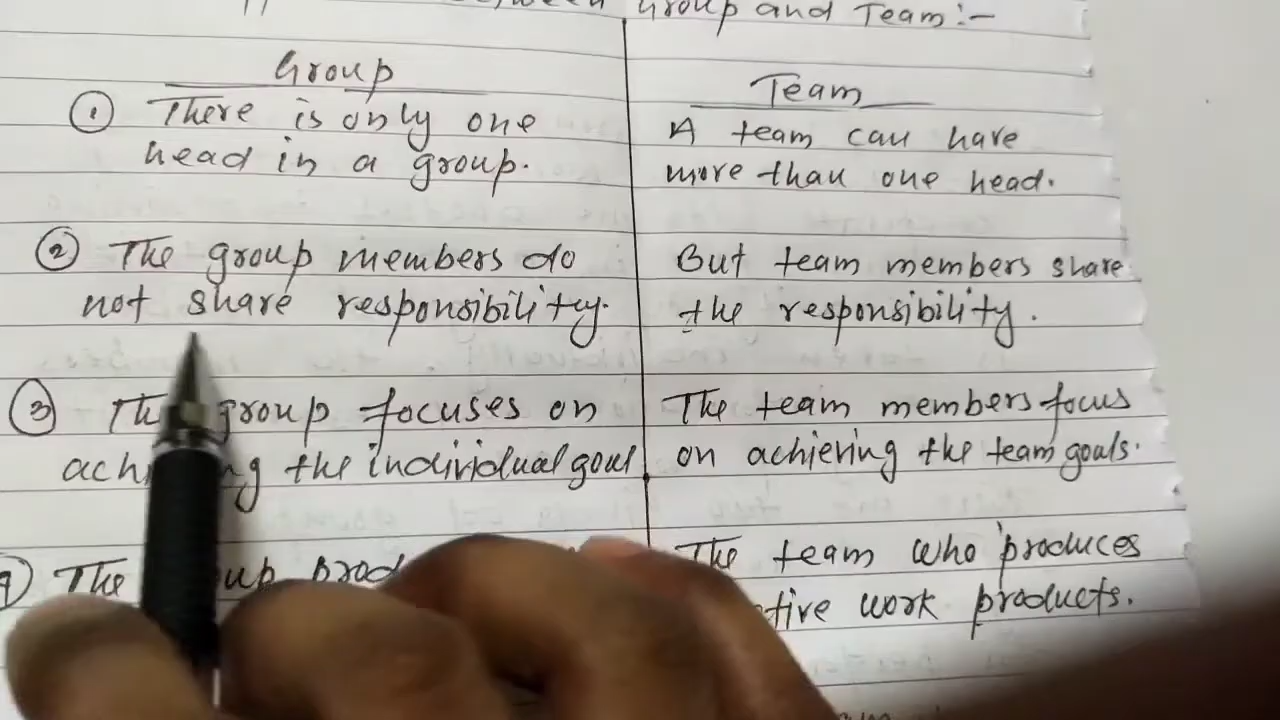 Group and Team :-
Group
① There is only one
head in a group.
② The group members do
not share responsibility.
③ group focuses on
the individual goal
The prod
Team
A team can have
more than one head.
But team members share
the responsibility.
The team members focus
on achieving the team goals.
The team who produces
work products.